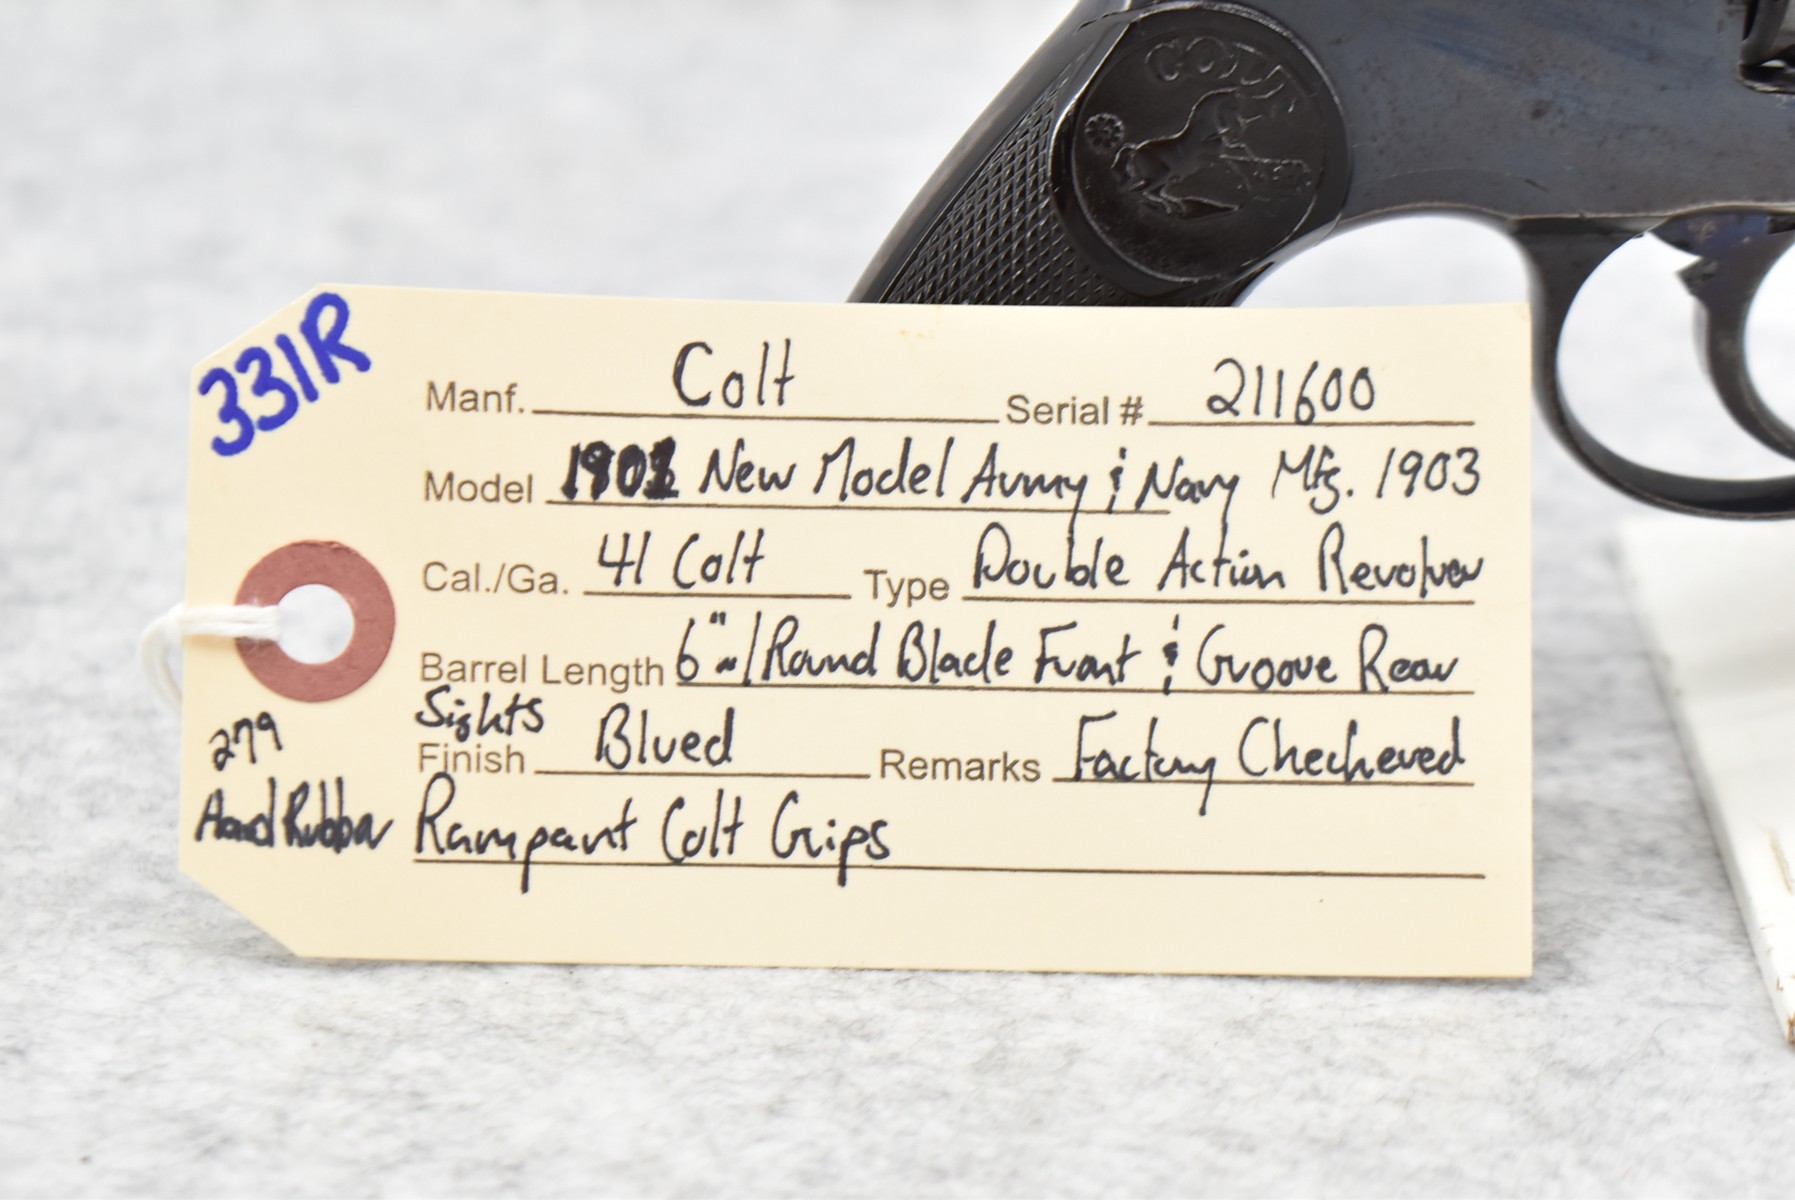 COLT
331R
Manf. Colt Serial # 211600
Model 1901 New Model Army & Navy Mfg. 1903
Cal./Ga. 41 Colt Type Double Action Revolver
Barrel Length 6" w/ Round Blade Front & Groove Rear
Sights
279
Finish Blued Remarks Factory Checkered
Hard Rubber Rampant Colt Grips